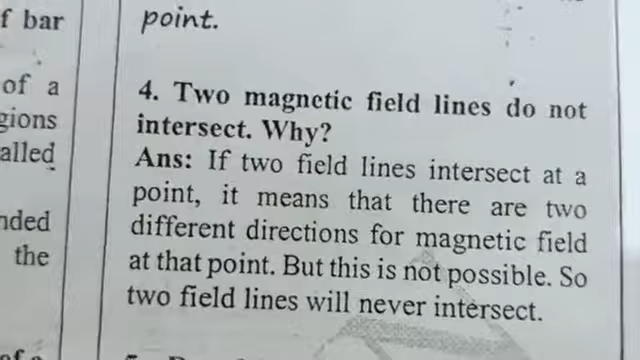 f bar
of a
gions
alled
nded
the
point.
4. Two magnetic field lines do not
intersect. Why?
Ans: If two field lines intersect at a
point, it means that there are two
different directions for magnetic field
at that point. But this is not possible. So
two field lines will never intersect.